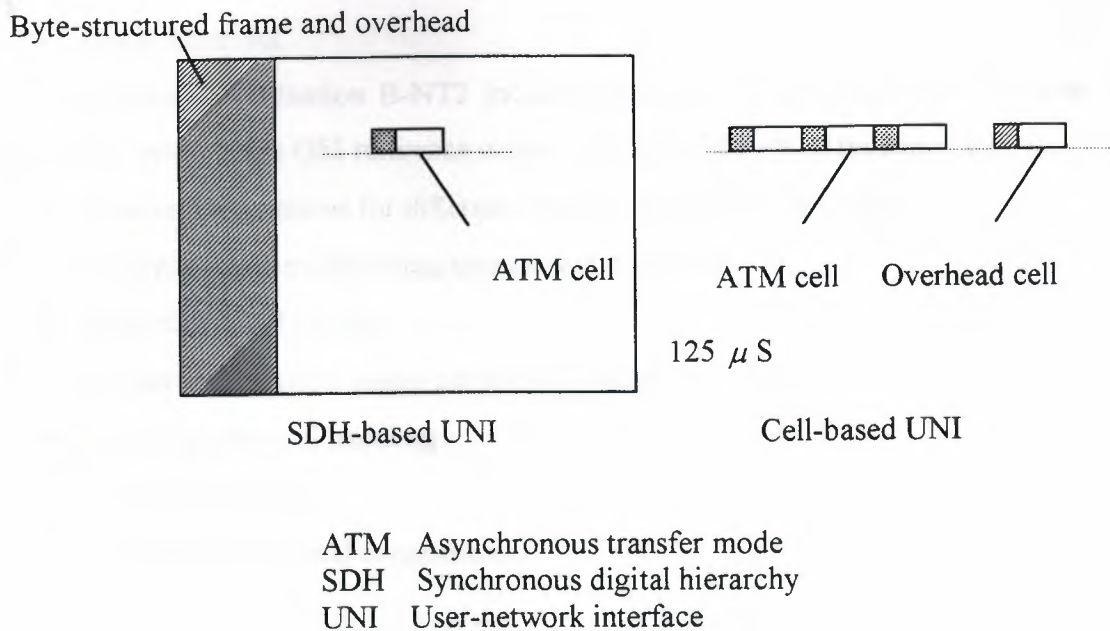 Byte-structured frame and overhead
ATM cell
ATM cell
Overhead cell
125 μ S
SDH-based UNI
Cell-based UNI
ATM Asynchronous transfer mode
SDH Synchronous digital hierarchy
UNI User-network interface